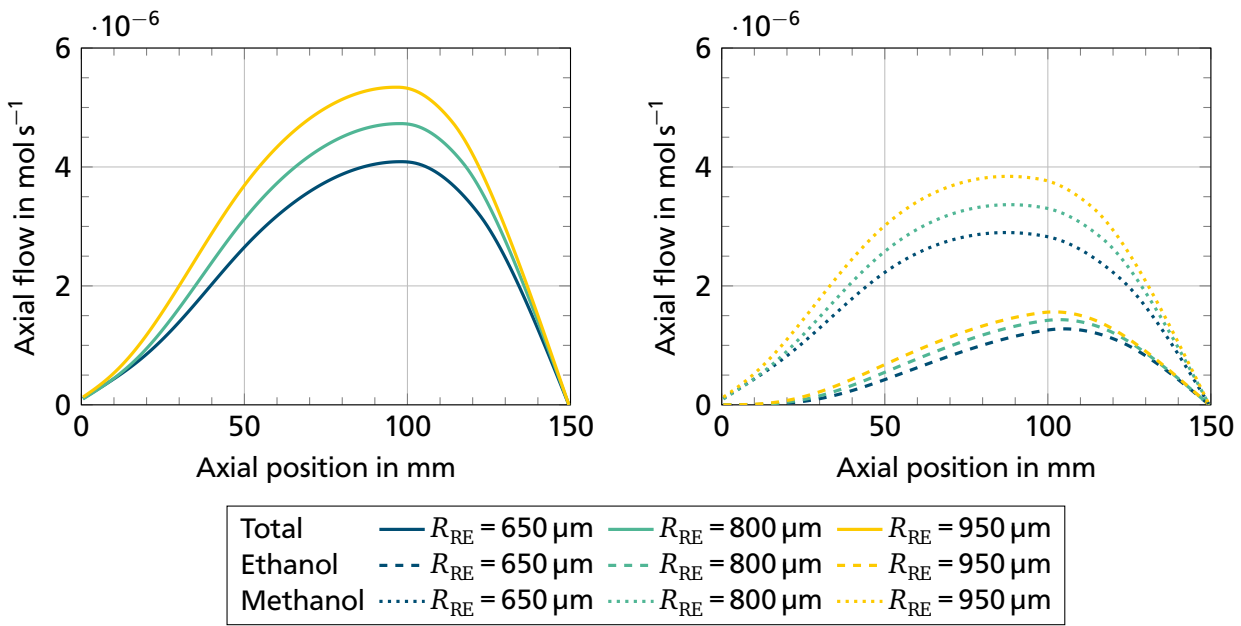 ·10⁻⁶
6
4
2
0
0 50 100 150
Axial flow in mol s⁻¹
Axial position in mm
·10⁻⁶
6
4
2
0
0 50 100 150
Axial flow in mol s⁻¹
Axial position in mm
Total R_RE = 650 µm R_RE = 800 µm R_RE = 950 µm
Ethanol R_RE = 650 µm R_RE = 800 µm R_RE = 950 µm
Methanol R_RE = 650 µm R_RE = 800 µm R_RE = 950 µm